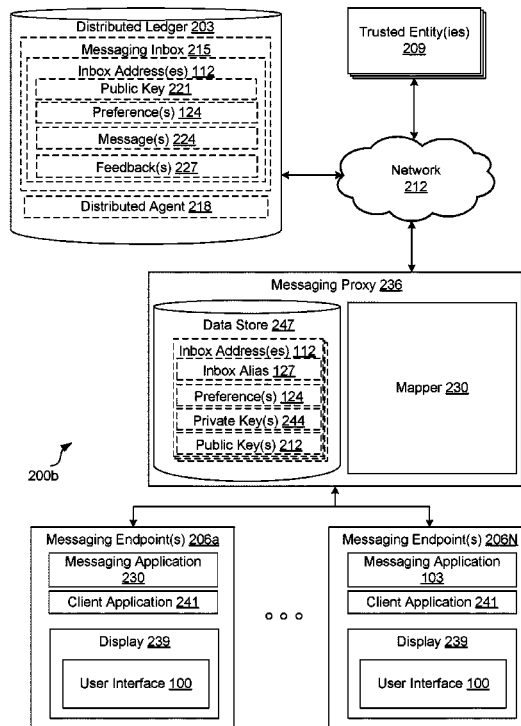 Distributed Ledger 203
Messaging Inbox 215
Inbox Address(es) 112
Public Key 221
Preference(s) 124
Message(s) 224
Feedback(s) 227
Distributed Agent 218
Trusted Entity(ies)
209
Network
212
Messaging Proxy 236
Data Store 247
Inbox Address(es) 112
Inbox Alias 127
Preference(s) 124
Private Key(s) 244
Public Key(s) 212
Mapper 230
200b
Messaging Endpoint(s) 206a
Messaging Application
230
Client Application 241
Display 239
User Interface 100
Messaging Endpoint(s) 206N
Messaging Application
103
Client Application 241
Display 239
User Interface 100